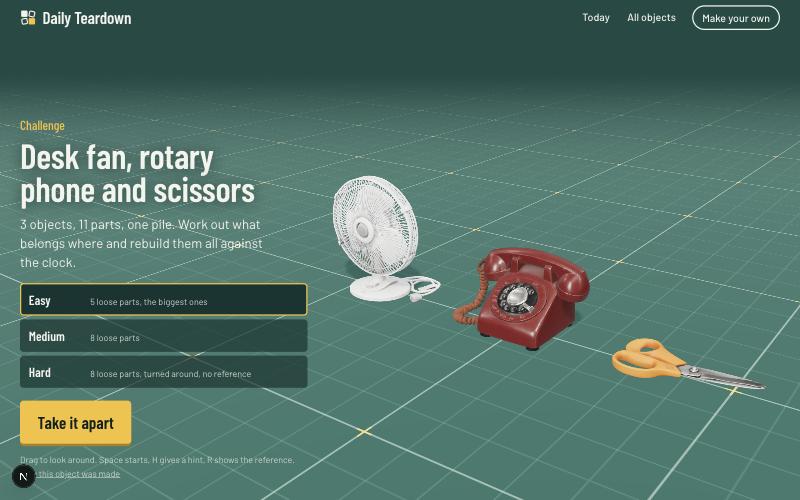 Daily Teardown
Today
All objects
Make your own
Challenge
Desk fan, rotary
phone and scissors
3 objects, 11 parts, one pile. Work out what
belongs where and rebuild them all against
the clock.
Easy
5 loose parts, the biggest ones
Medium
8 loose parts
Hard
8 loose parts, turned around, no reference
Take it apart
Drag to look around. Space starts, H gives a hint, R shows the reference.
this object was made
N